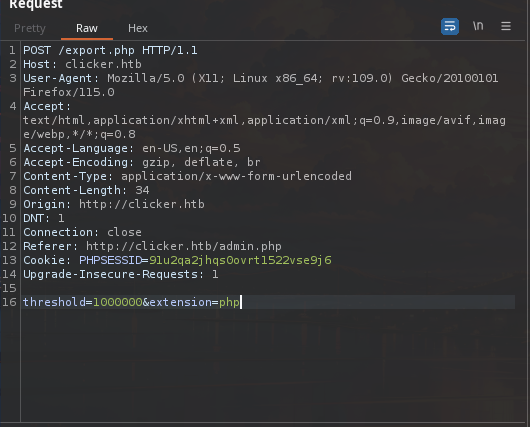 Request
Pretty Raw Hex \n
1 POST /export.php HTTP/1.1
2 Host: clicker.htb
3 User-Agent: Mozilla/5.0 (X11; Linux x86_64; rv:109.0) Gecko/20100101
Firefox/115.0
4 Accept:
text/html,application/xhtml+xml,application/xml;q=0.9,image/avif,imag
e/webp,*/*;q=0.8
5 Accept-Language: en-US,en;q=0.5
6 Accept-Encoding: gzip, deflate, br
7 Content-Type: application/x-www-form-urlencoded
8 Content-Length: 34
9 Origin: http://clicker.htb
10 DNT: 1
11 Connection: close
12 Referer: http://clicker.htb/admin.php
13 Cookie: PHPSESSID=91u2qa2jhqs0ovrt1522vse9j6
14 Upgrade-Insecure-Requests: 1
15
16 threshold=1000000&extension=php